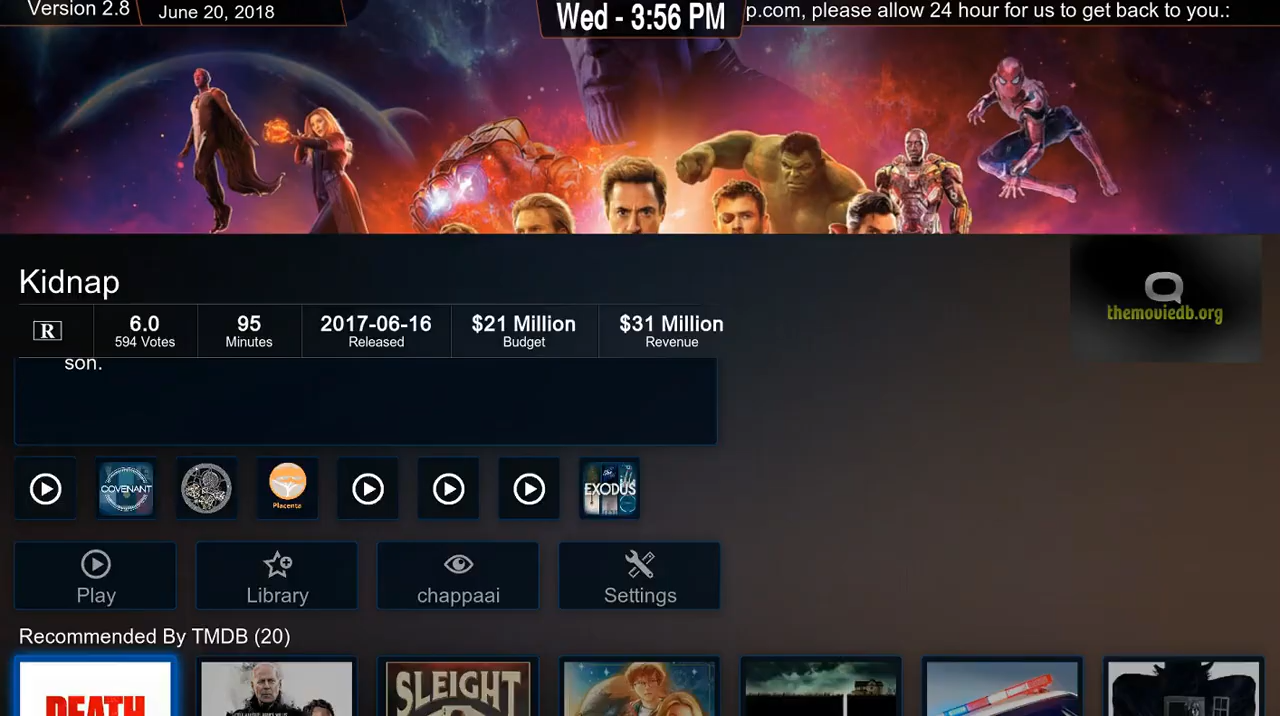 Version 2.8
June 20, 2018
Wed - 3:56 PM
p.com, please allow 24 hour for us to get back to you.:
Kidnap
R
6.0
594 Votes
95
Minutes
2017-06-16
Released
$21 Million
Budget
$31 Million
Revenue
themoviedb.org
son.
COVENANT
Placenta
EXODUS
Play
Library
chappaai
Settings
Recommended By TMDB (20)
DEATH
SLEIGHT